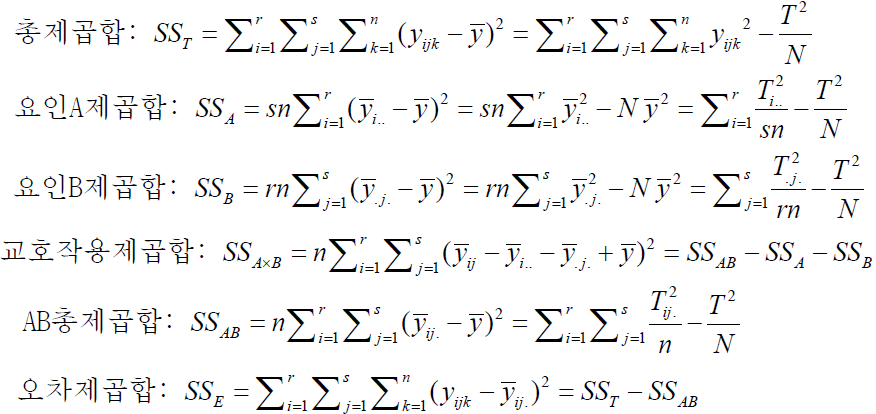 총제곱합: $SS_T = \sum_{i=1}^{r} \sum_{j=1}^{s} \sum_{k=1}^{n} (y_{ijk} - \overline{y})^2 = \sum_{i=1}^{r} \sum_{j=1}^{s} \sum_{k=1}^{n} y_{ijk}{}^2 - \frac{T^2}{N}$
요인A제곱합: $SS_A = sn \sum_{i=1}^{r} (\overline{y}_{i..} - \overline{y})^2 = sn \sum_{i=1}^{r} \overline{y}_{i..}^2 - N\overline{y}^2 = \sum_{i=1}^{r} \frac{T_{i..}^2}{sn} - \frac{T^2}{N}$
요인B제곱합: $SS_B = rn \sum_{j=1}^{s} (\overline{y}_{.j.} - \overline{y})^2 = rn \sum_{j=1}^{s} \overline{y}_{.j.}^2 - N\overline{y}^2 = \sum_{j=1}^{s} \frac{T_{.j.}^2}{rn} - \frac{T^2}{N}$
교호작용제곱합: $SS_{A \times B} = n \sum_{i=1}^{r} \sum_{j=1}^{s} (\overline{y}_{ij} - \overline{y}_{i..} - \overline{y}_{.j.} + \overline{y})^2 = SS_{AB} - SS_A - SS_B$
AB총제곱합: $SS_{AB} = n \sum_{i=1}^{r} \sum_{j=1}^{s} (\overline{y}_{ij.} - \overline{y})^2 = \sum_{i=1}^{r} \sum_{j=1}^{s} \frac{T_{ij.}^2}{n} - \frac{T^2}{N}$
오차제곱합: $SS_E = \sum_{i=1}^{r} \sum_{j=1}^{s} \sum_{k=1}^{n} (y_{ijk} - \overline{y}_{ij.})^2 = SS_T - SS_{AB}$